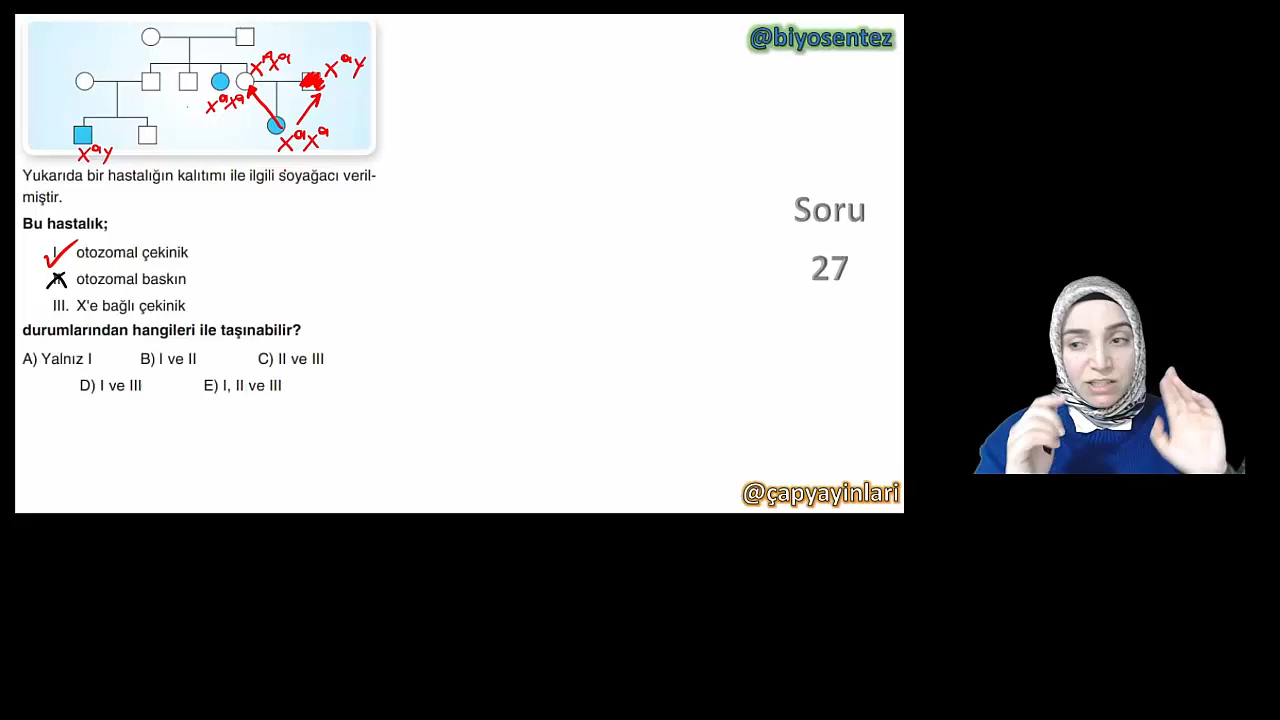 @biyosentez
XᴬXᵃ
XᵃY
XᵃXᵃ
XᵃXᵃ
XᵃY
Yukarıda bir hastalığın kalıtımı ile ilgili soyağacı veril-
miştir.
Bu hastalık;
I. otozomal çekinik
II. otozomal baskın
III. X'e bağlı çekinik
durumlarından hangileri ile taşınabilir?
A) Yalnız I B) I ve II C) II ve III
D) I ve III E) I, II ve III
Soru
27
@çapyayinlari